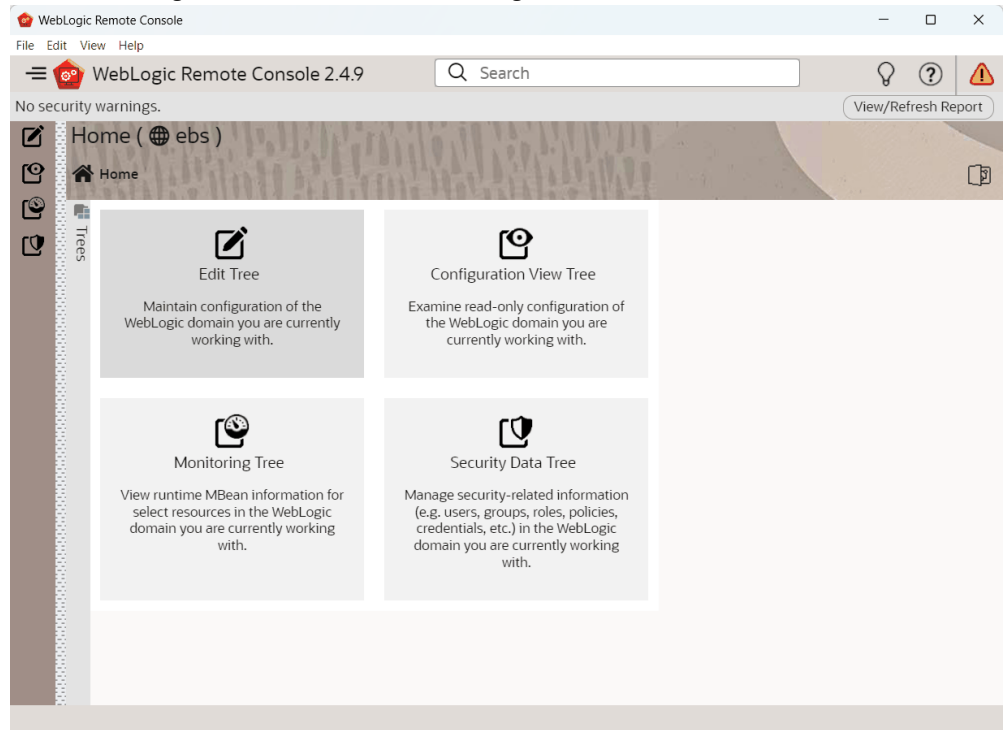 WebLogic Remote Console
File Edit View Help
WebLogic Remote Console 2.4.9
Search
No security warnings.
View/Refresh Report
Home ( ebs )
Home
Trees
Edit Tree
Maintain configuration of the
WebLogic domain you are currently
working with.
Configuration View Tree
Examine read-only configuration of
the WebLogic domain you are
currently working with.
Monitoring Tree
View runtime MBean information for
select resources in the WebLogic
domain you are currently working
with.
Security Data Tree
Manage security-related information
(e.g. users, groups, roles, policies,
credentials, etc.) in the WebLogic
domain you are currently working
with.